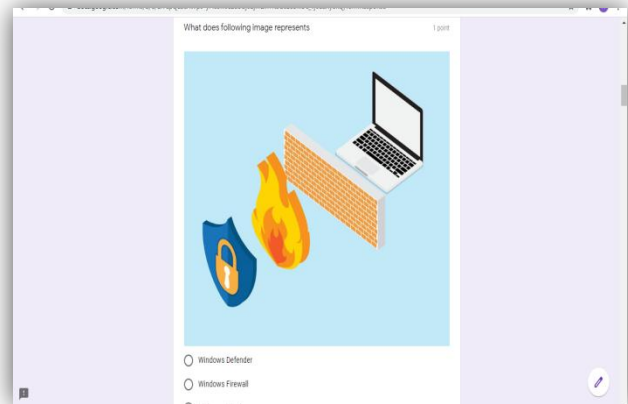 What does following image represents
1 point
Windows Defender
Windows Firewall